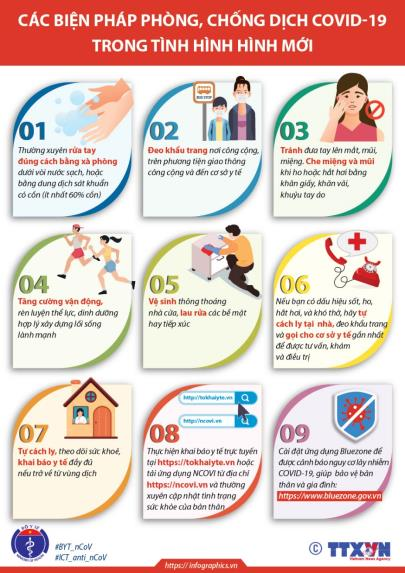 CÁC BIỆN PHÁP PHÒNG, CHỐNG DỊCH COVID-19
TRONG TÌNH HÌNH HÌNH MỚI
BUS STOP
01
Thường xuyên rửa tay
đúng cách bằng xà phòng
dưới vòi nước sạch, hoặc
bằng dung dịch sát khuẩn
có cồn (ít nhất 60% cồn)
02
Đeo khẩu trang nơi công cộng,
trên phương tiện giao thông
công cộng và đến cơ sở y tế
03
Tránh đưa tay lên mắt, mũi,
miệng. Che miệng và mũi
khi ho hoặc hắt hơi bằng
khăn giấy, khăn vải,
khuỷu tay áo
04
Tăng cường vận động,
rèn luyện thể lực, dinh dưỡng
hợp lý xây dựng lối sống
lành mạnh
05
Vệ sinh thông thoáng
nhà cửa, lau rửa các bề mặt
hay tiếp xúc
06
Nếu bạn có dấu hiệu sốt, ho,
hắt hơi, và khó thở, hãy tự
cách ly tại nhà, đeo khẩu trang
và gọi cho cơ sở y tế gần nhất
để được tư vấn, khám
và điều trị
07
Tự cách ly, theo dõi sức khoẻ,
khai báo y tế đầy đủ
nếu trở về từ vùng dịch
http://tokhaiyte.vn
http://ncovi.vn
08
Thực hiện khai báo y tế trực tuyến
tại https://tokhaiyte.vn hoặc
tải ứng dụng NCOVI từ địa chỉ
https://ncovi.vn và thường
xuyên cập nhật tình trạng
sức khỏe của bản thân
09
Cài đặt ứng dụng Bluezone để
được cảnh báo nguy cơ lây nhiễm
COVID-19, giúp bảo vệ bản
thân và gia đình:
https://www.bluezone.gov.vn
BỘ Y TẾ
#BYT_nCoV
#ICT_anti_nCoV
© TTXVN
Vietnam News Agency
https://infographics.vn